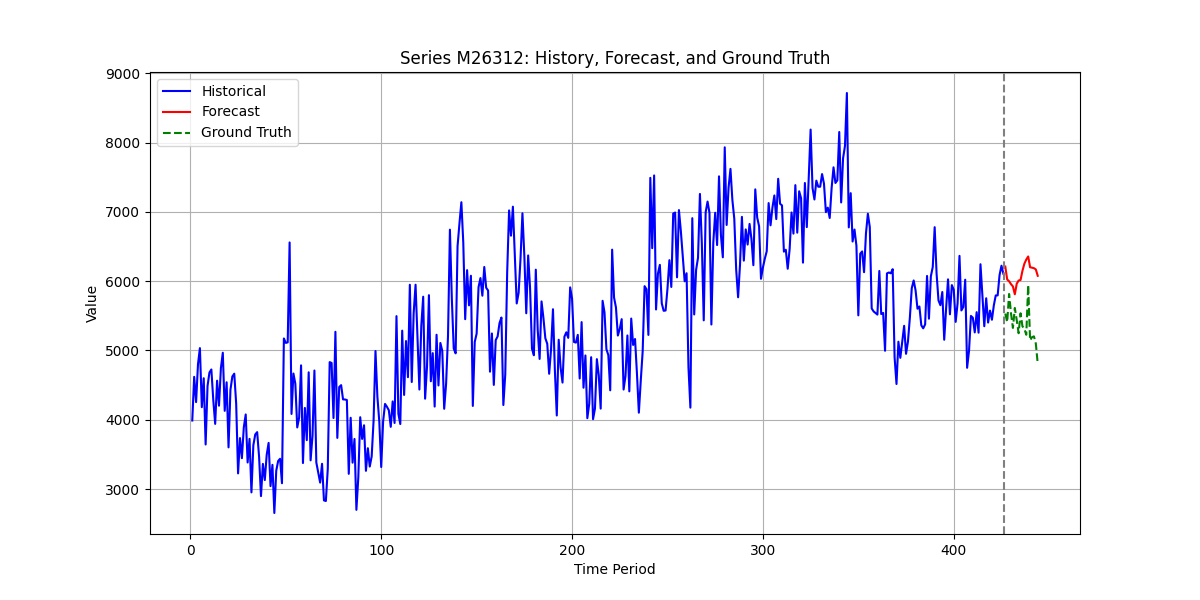 Series M26312: History, Forecast, and Ground Truth
Historical
Forecast
Ground Truth
9000
8000
7000
6000
5000
4000
3000
Value
0 100 200 300 400
Time Period